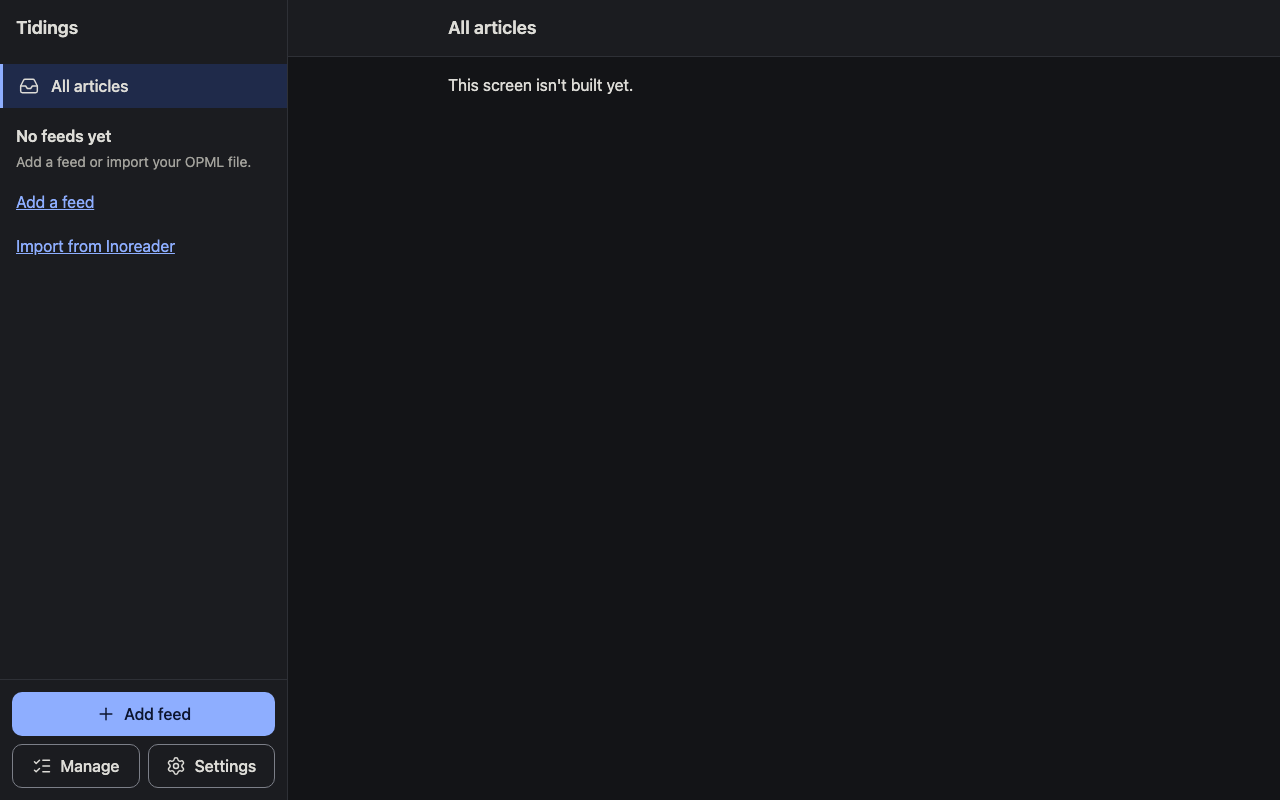 Tidings
All articles
No feeds yet
Add a feed or import your OPML file.
Add a feed
Import from Inoreader
Add feed
Manage
Settings
All articles
This screen isn't built yet.